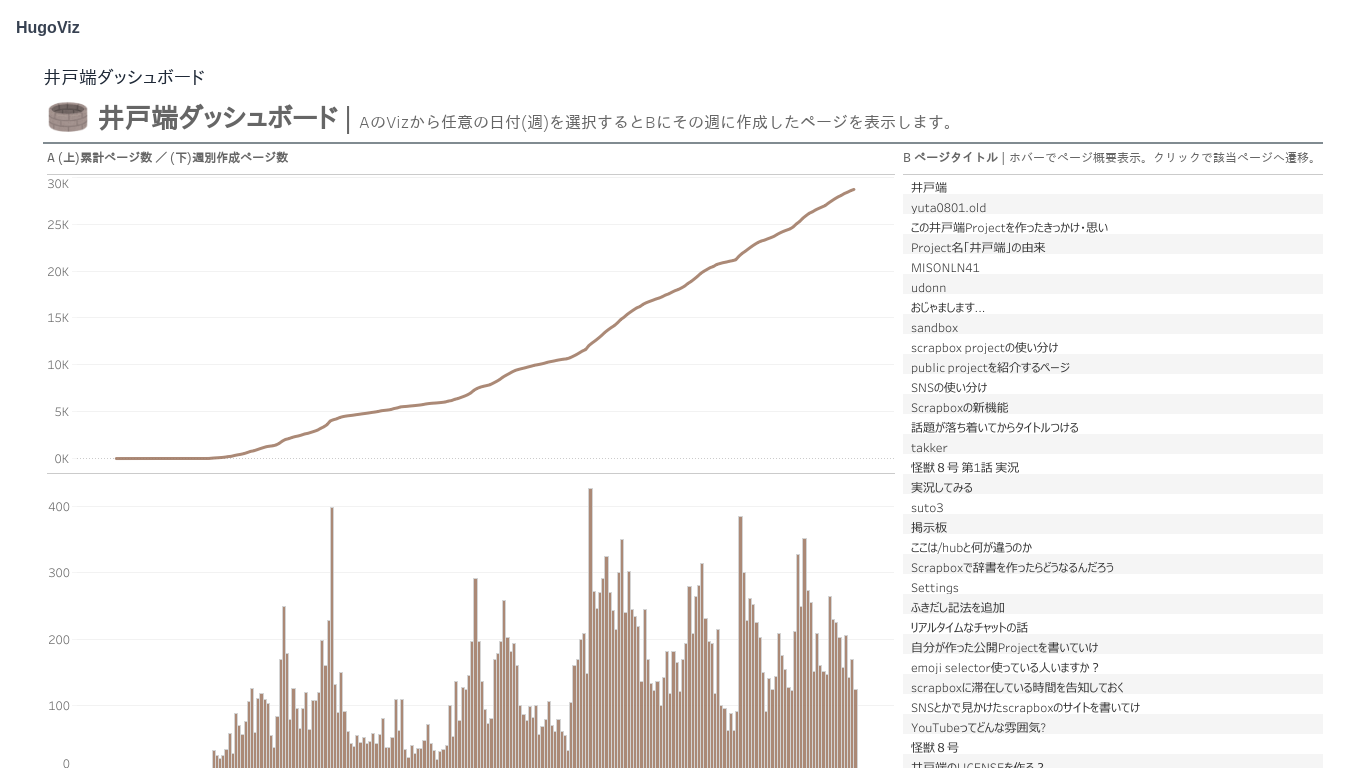 HugoViz
井戸端ダッシュボード
井戸端ダッシュボード | AのVizから任意の日付(週)を選択するとBにその週に作成したページを表示します。
A (上)累計ページ数 ／ (下)週別作成ページ数
30K
25K
20K
15K
10K
5K
0K
400
300
200
100
0
B ページタイトル | ホバーでページ概要表示。クリックで該当ページへ遷移。
井戸端
yuta0801.old
この井戸端Projectを作ったきっかけ・思い
Project名「井戸端」の由来
MISONLN41
udonn
おじゃまします…
sandbox
scrapbox projectの使い分け
public projectを紹介するページ
SNSの使い分け
Scrapboxの新機能
話題が落ち着いてからタイトルつける
takker
怪獣８号 第1話 実況
実況してみる
suto3
掲示板
ここは/hubと何が違うのか
Scrapboxで辞書を作ったらどうなるんだろう
Settings
ふきだし記法を追加
リアルタイムなチャットの話
自分が作った公開Projectを書いていけ
emoji selector使っている人いますか？
scrapboxに滞在している時間を告知しておく
SNSとかで見かけたscrapboxのサイトを書いてけ
YouTubeってどんな雰囲気?
怪獣８号
井戸端のLICENSEを作る？